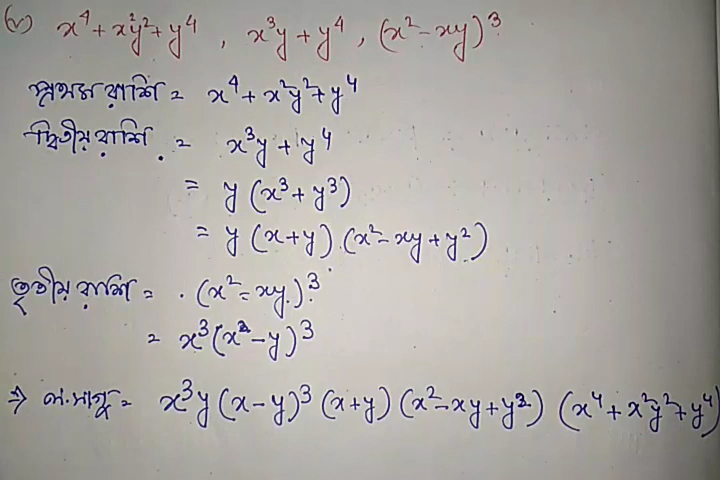 (v) x⁴ + x²y² + y⁴ , x³y + y⁴ , (x² - xy)³
প্রথম রাশি = x⁴ + x²y² + y⁴
দ্বিতীয় রাশি = x³y + y⁴
= y (x³ + y³)
= y (x+y) (x² - xy + y²)
তৃতীয় রাশি = (x² - xy)³
= x³ (x² - y)³
⇒ ল.সাগু = x³y (x-y)³ (x+y) (x² - xy + y²) (x⁴ + x²y² + y⁴)